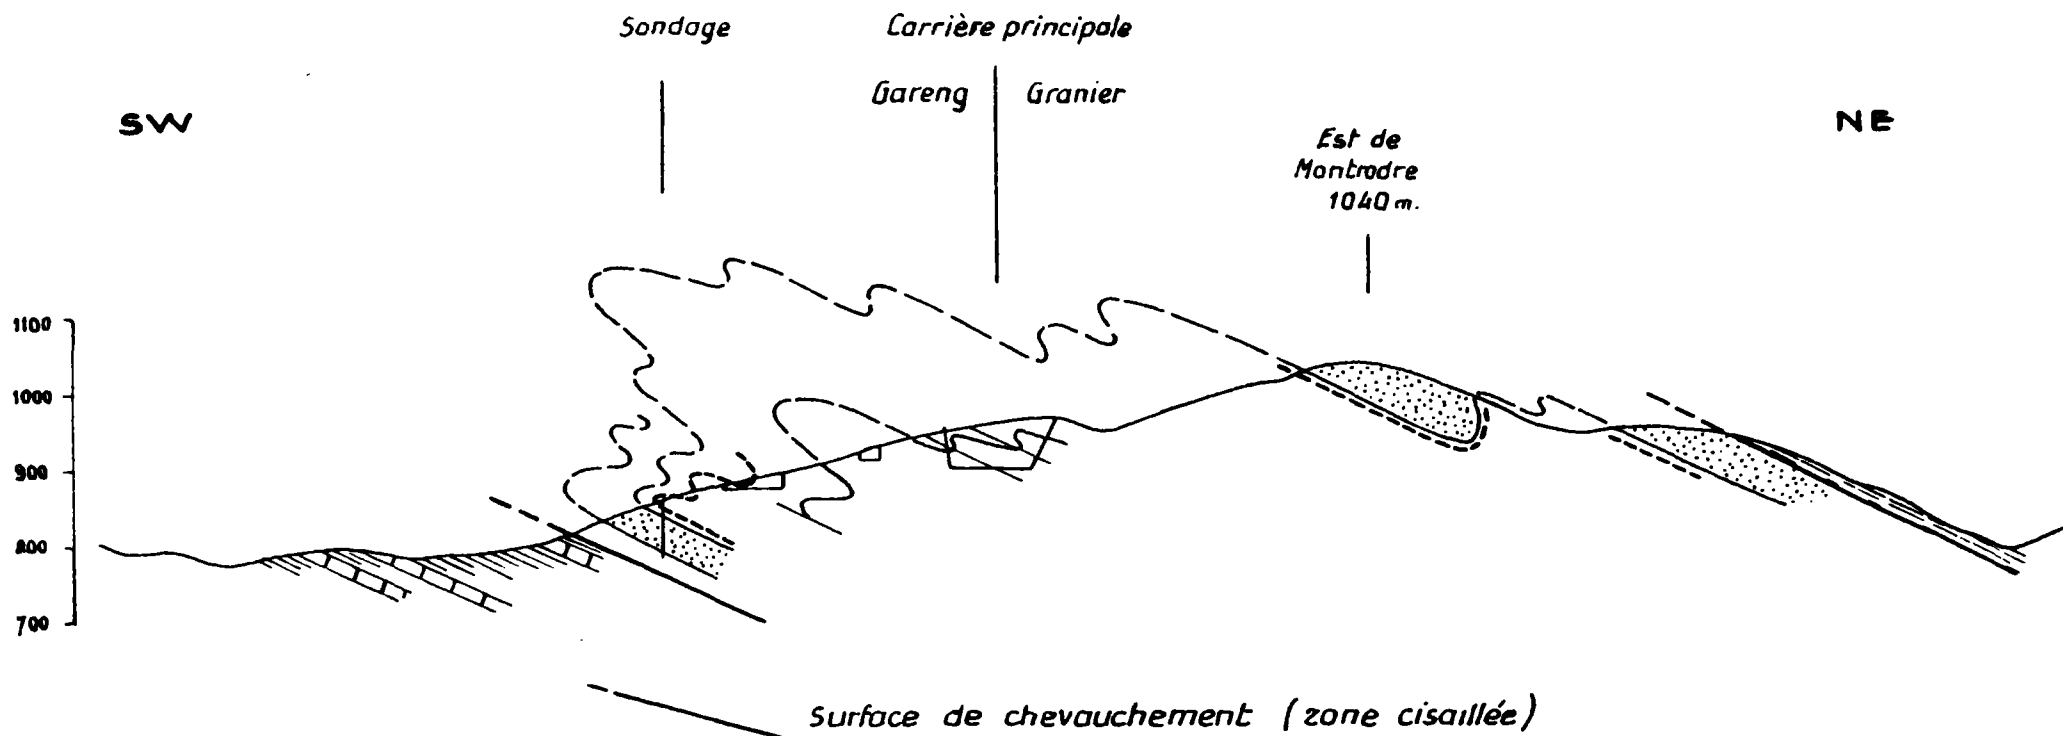 Sondage
Carrière principale
Gareng
Granier
SW
NE
Est de
Montradre
1040 m.
1100
1000
900
800
700
Surface de chevauchement (zone cisaillée)